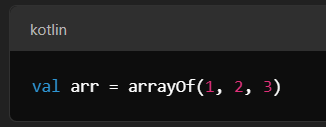 kotlin
val arr = arrayOf(1, 2, 3)